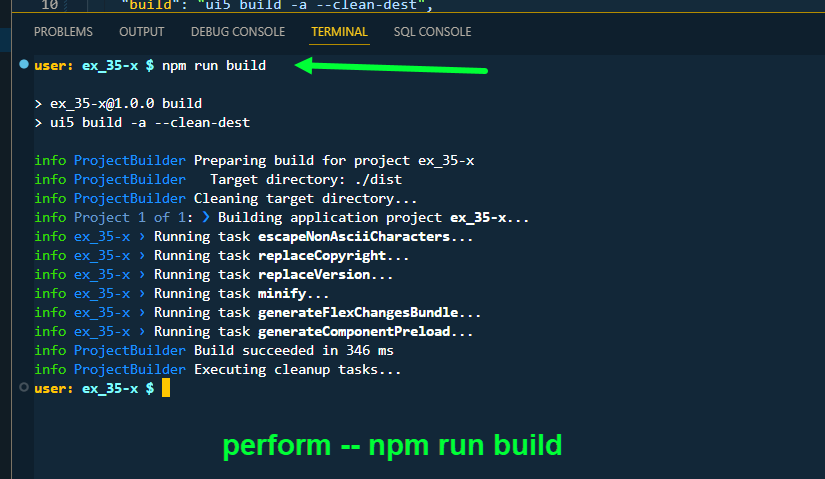 10 "build": "ui5 build -a --clean-dest",
PROBLEMS OUTPUT DEBUG CONSOLE TERMINAL SQL CONSOLE
user: ex_35-x $ npm run build
> ex_35-x@1.0.0 build
> ui5 build -a --clean-dest
info ProjectBuilder Preparing build for project ex_35-x
info ProjectBuilder   Target directory: ./dist
info ProjectBuilder Cleaning target directory...
info Project 1 of 1: ❯ Building application project ex_35-x...
info ex_35-x › Running task escapeNonAsciiCharacters...
info ex_35-x › Running task replaceCopyright...
info ex_35-x › Running task replaceVersion...
info ex_35-x › Running task minify...
info ex_35-x › Running task generateFlexChangesBundle...
info ex_35-x › Running task generateComponentPreload...
info ProjectBuilder Build succeeded in 346 ms
info ProjectBuilder Executing cleanup tasks...
user: ex_35-x $
perform -- npm run build